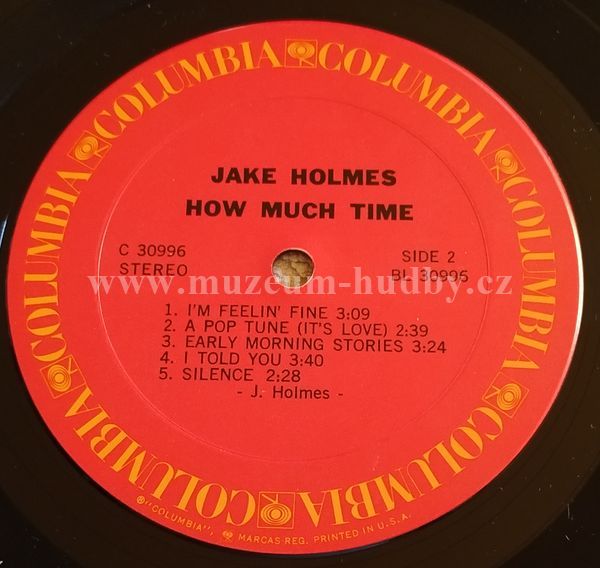 COLUMBIA COLUMBIA COLUMBIA COLUMBIA COLUMBIA COLUMBIA
JAKE HOLMES
HOW MUCH TIME
C 30996 SIDE 2
STEREO BL 30996
www.muzeum-hudby.cz
1. I'M FEELIN' FINE 3:09
2. A POP TUNE (IT'S LOVE) 2:39
3. EARLY MORNING STORIES 3:24
4. I TOLD YOU 3:40
5. SILENCE 2:28
- J. Holmes -
®"COLUMBIA", MARCAS REG. PRINTED IN U.S.A.